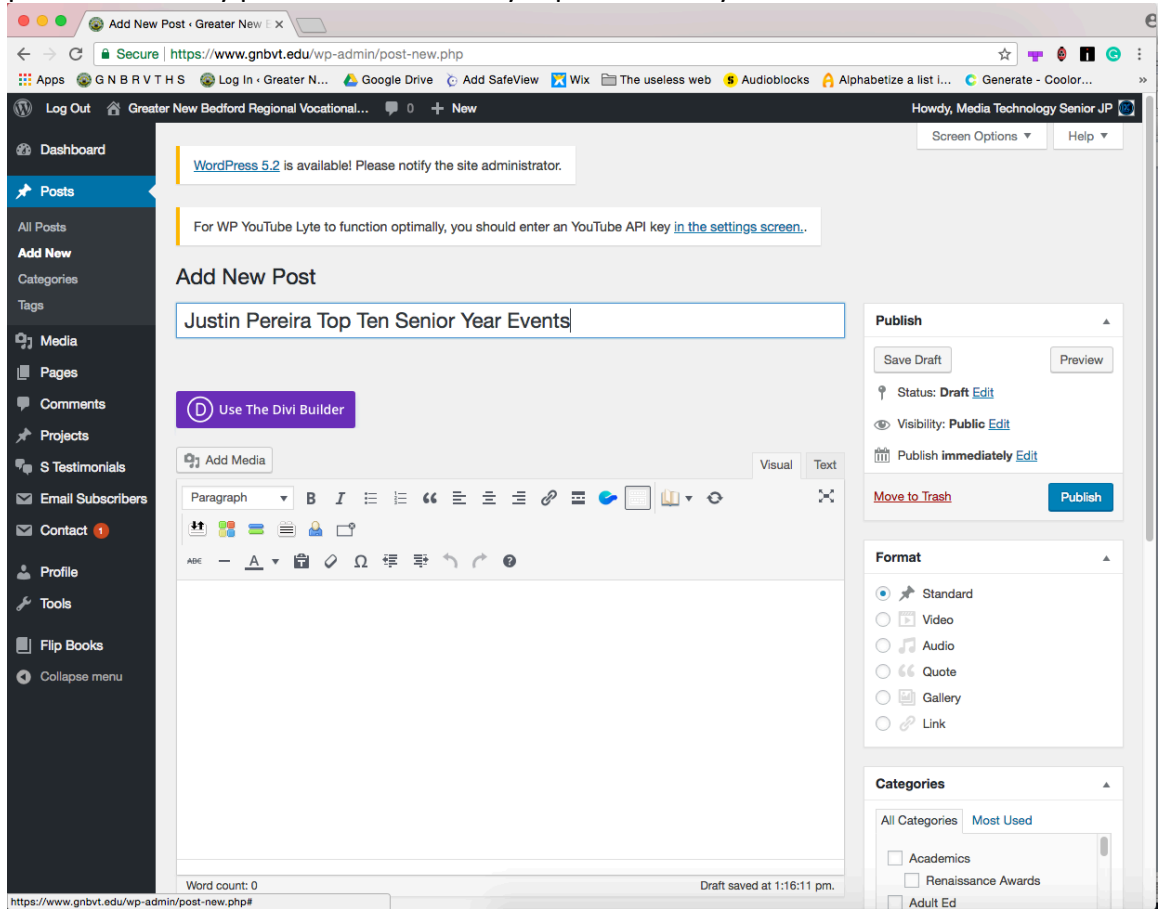 Add New Post ‹ Greater New E
Secure | https://www.gnbvt.edu/wp-admin/post-new.php
Apps G N B R V T H S Log In ‹ Greater N... Google Drive Add SafeView Wix The useless web Audioblocks Alphabetize a list i... Generate - Coolor... »
Log Out Greater New Bedford Regional Vocational... 0 + New Howdy, Media Technology Senior JP
Screen Options ▼ Help ▼
Dashboard
WordPress 5.2 is available! Please notify the site administrator.
Posts
All Posts
For WP YouTube Lyte to function optimally, you should enter an YouTube API key in the settings screen..
Add New
Categories
Add New Post
Tags
Justin Pereira Top Ten Senior Year Events
Publish
Media
Save Draft Preview
Pages
Status: Draft Edit
Comments
Use The Divi Builder
Visibility: Public Edit
Projects
Publish immediately Edit
Add Media
Visual Text
S Testimonials
Email Subscribers
Paragraph B I
Move to Trash Publish
Contact 1
ABC A Ω
Format
Profile
Standard
Tools
Video
Flip Books
Audio
Collapse menu
Quote
Gallery
Link
Categories
All Categories Most Used
Academics
Renaissance Awards
Word count: 0 Draft saved at 1:16:11 pm.
Adult Ed
https://www.gnbvt.edu/wp-admin/post-new.php#